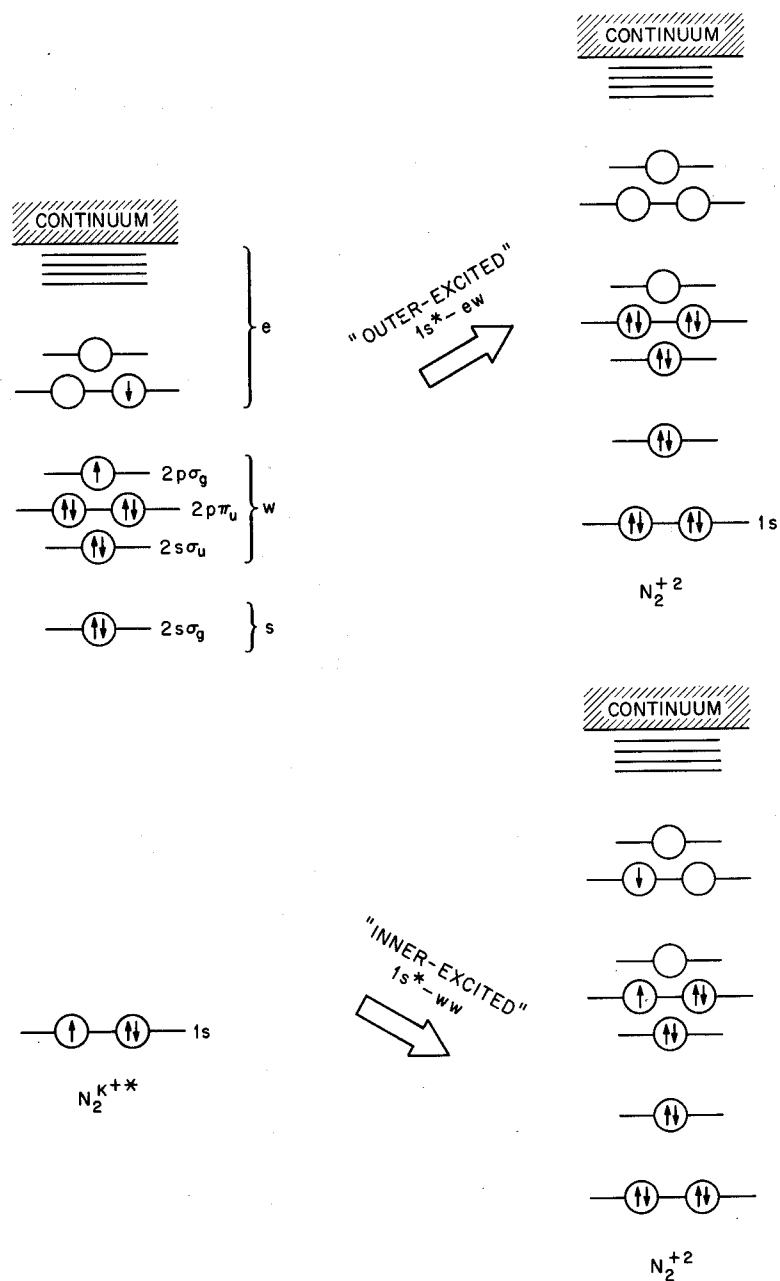 CONTINUUM
e
2pσg
2pπu
2sσu
w
2sσg
s
1s
N2K+*
"OUTER-EXCITED"
1s*-ew
CONTINUUM
1s
N2+2
"INNER-EXCITED"
1s*-ww
CONTINUUM
N2+2